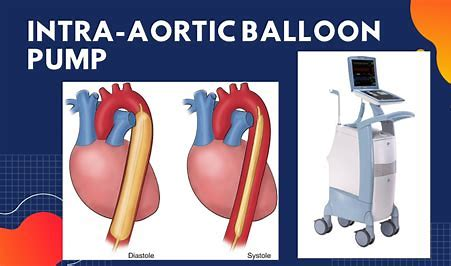 INTRA-AORTIC BALLOON
PUMP
Diastole
Systole